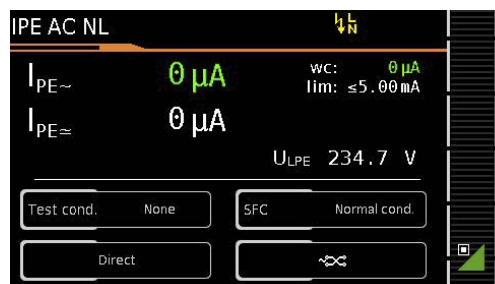 IPE AC NL
L
N
IPE~ 0 µA
wc: 0 µA
lim: ≤5.00 mA
IPE≃ 0 µA
ULPE 234.7 V
Test cond. None
SFC Normal cond.
Direct